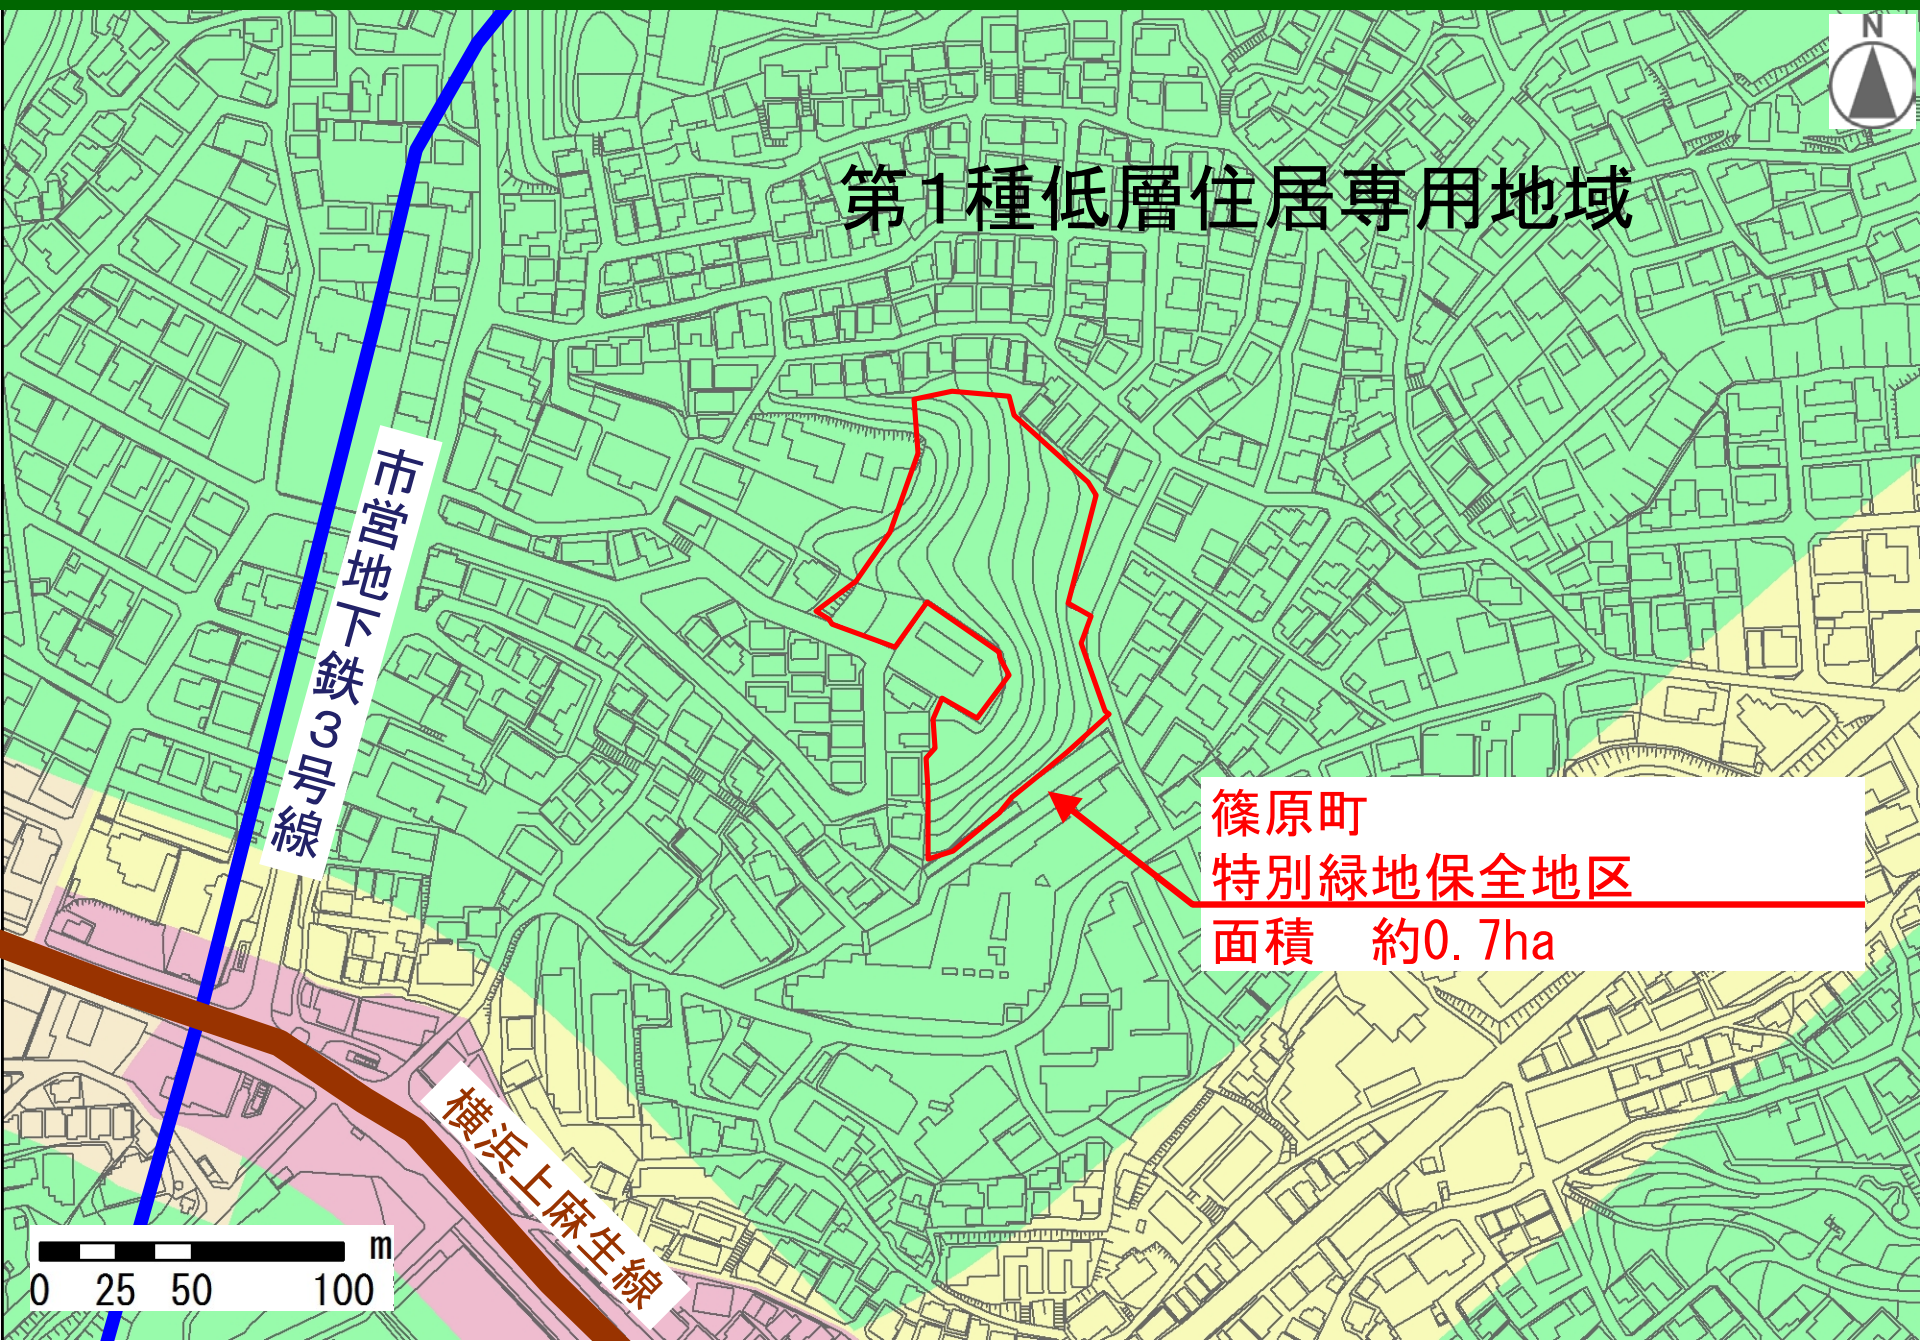 N
第1種低層住居専用地域
市営地下鉄3号線
篠原町
特別緑地保全地区
面積　約0.7ha
横浜上麻生線
m
0 25 50 100